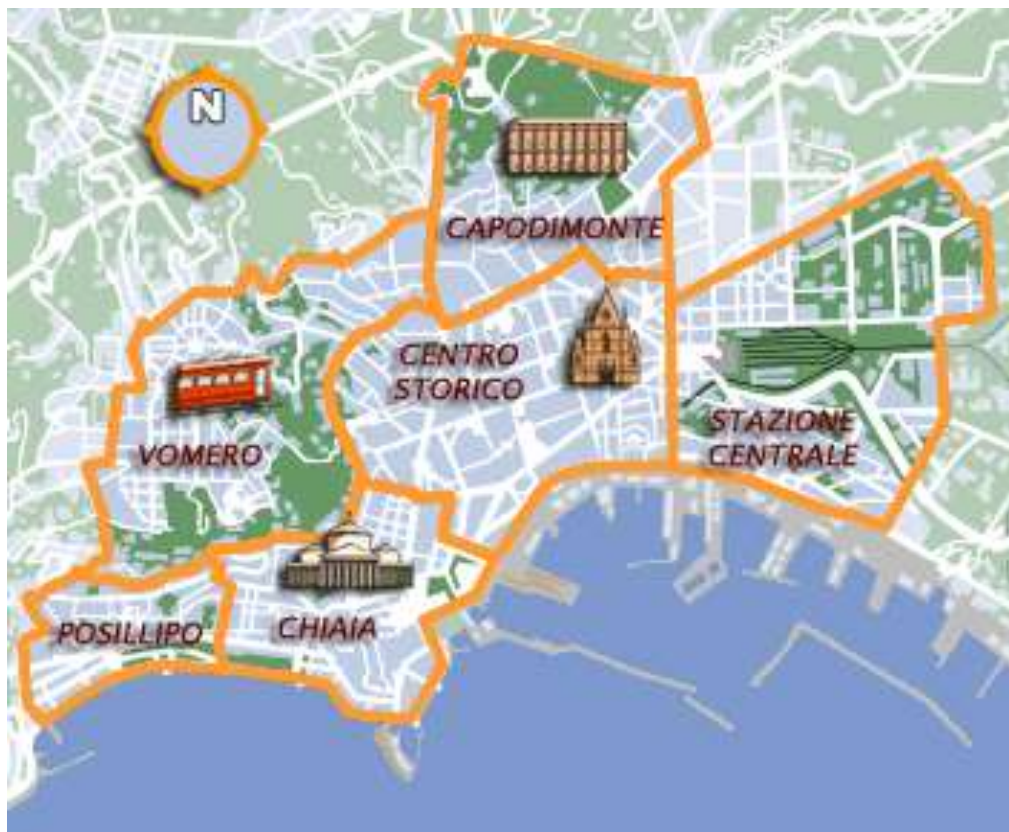 N
CAPODIMONTE
CENTRO
STORICO
STAZIONE
CENTRALE
VOMERO
POSILLIPO
CHIAIA